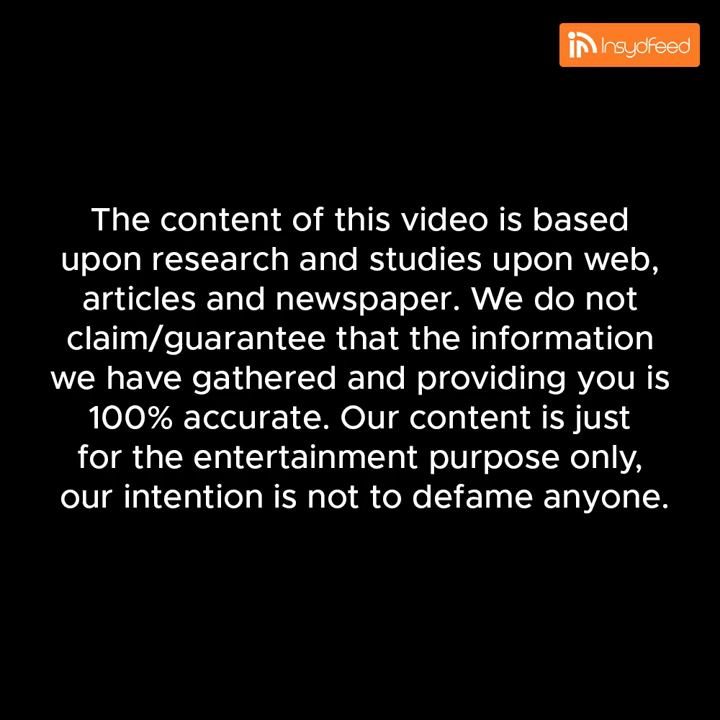 Insydfeed
The content of this video is based
upon research and studies upon web,
articles and newspaper. We do not
claim/guarantee that the information
we have gathered and providing you is
100% accurate. Our content is just
for the entertainment purpose only,
our intention is not to defame anyone.